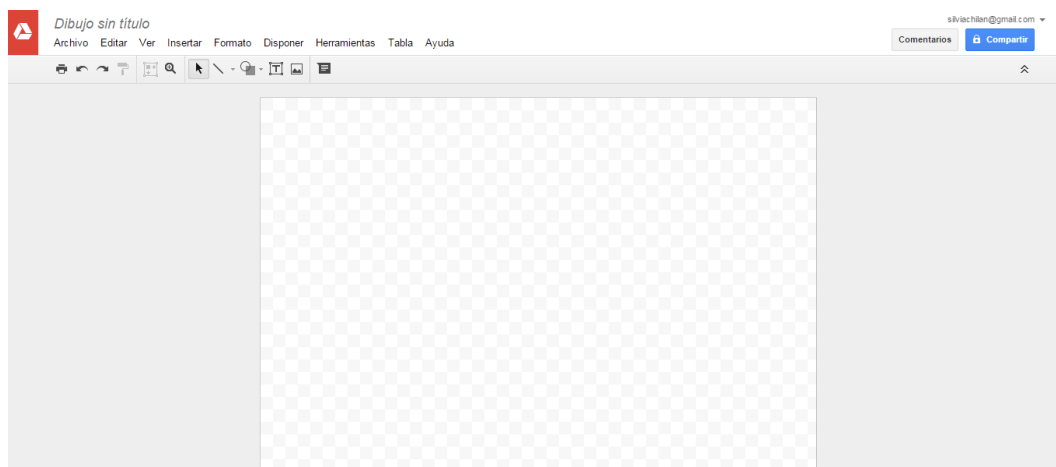 Dibujo sin título
silviachilan@gmail.com
Archivo Editar Ver Insertar Formato Disponer Herramientas Tabla Ayuda
Comentarios Compartir